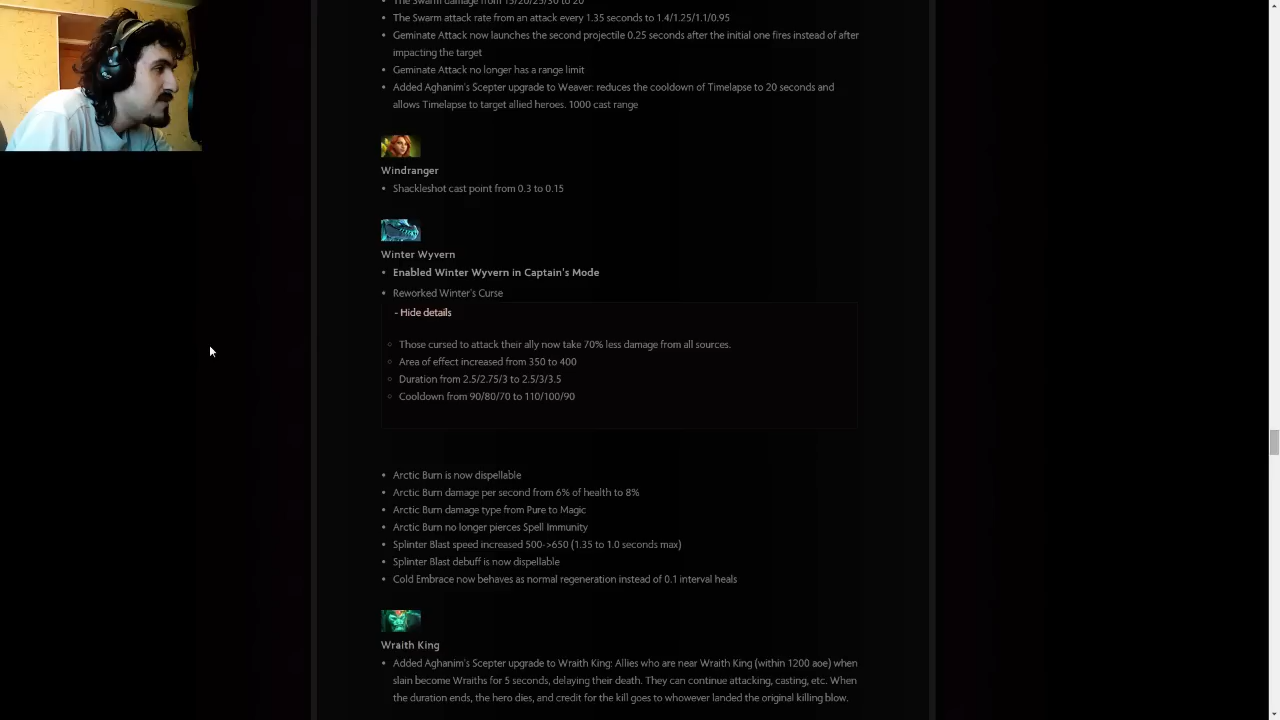 The Swarm damage from 15/20/25/30 to 20
The Swarm attack rate from an attack every 1.35 seconds to 1.4/1.25/1.1/0.95
Geminate Attack now launches the second projectile 0.25 seconds after the initial one fires instead of after
impacting the target
Geminate Attack no longer has a range limit
Added Aghanim's Scepter upgrade to Weaver: reduces the cooldown of Timelapse to 20 seconds and
allows Timelapse to target allied heroes. 1000 cast range
Windranger
Shackleshot cast point from 0.3 to 0.15
Winter Wyvern
Enabled Winter Wyvern in Captain's Mode
Reworked Winter's Curse
- Hide details
Those cursed to attack their ally now take 70% less damage from all sources.
Area of effect increased from 350 to 400
Duration from 2.5/2.75/3 to 2.5/3/3.5
Cooldown from 90/80/70 to 110/100/90
Arctic Burn is now dispellable
Arctic Burn damage per second from 6% of health to 8%
Arctic Burn damage type from Pure to Magic
Arctic Burn no longer pierces Spell Immunity
Splinter Blast speed increased 500->650 (1.35 to 1.0 seconds max)
Splinter Blast debuff is now dispellable
Cold Embrace now behaves as normal regeneration instead of 0.1 interval heals
Wraith King
Added Aghanim's Scepter upgrade to Wraith King: Allies who are near Wraith King (within 1200 aoe) when
slain become Wraiths for 5 seconds, delaying their death. They can continue attacking, casting, etc. When
the duration ends, the hero dies, and credit for the kill goes to whowever landed the original killing blow.